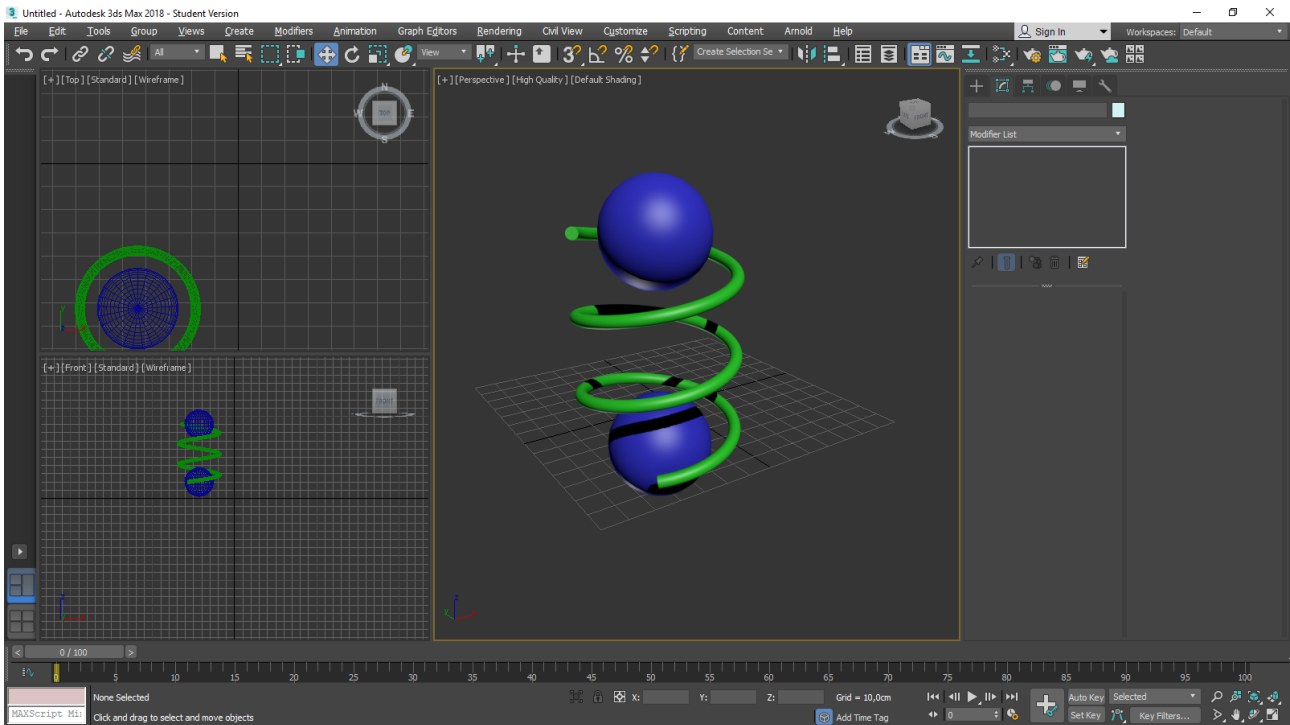 Untitled - Autodesk 3ds Max 2018 - Student Version
File Edit Tools Group Views Create Modifiers Animation Graph Editors Rendering Civil View Customize Scripting Content Arnold Help Sign In Workspaces: Default
All View Create Selection Se
[+] [Top] [Standard] [Wireframe]
N
W TOP E
S
[+] [Perspective] [High Quality] [Default Shading]
FRONT
Modifier List
y
[+] [Front] [Standard] [Wireframe]
FRONT
z
z
0 / 100
0 5 10 15 20 25 30 35 40 45 50 55 60 65 70 75 80 85 90 95 100
None Selected X: Y: Z: Grid = 10,0cm Auto Key Selected
MAXScript Mi Click and drag to select and move objects Add Time Tag 0 Set Key Key Filters...